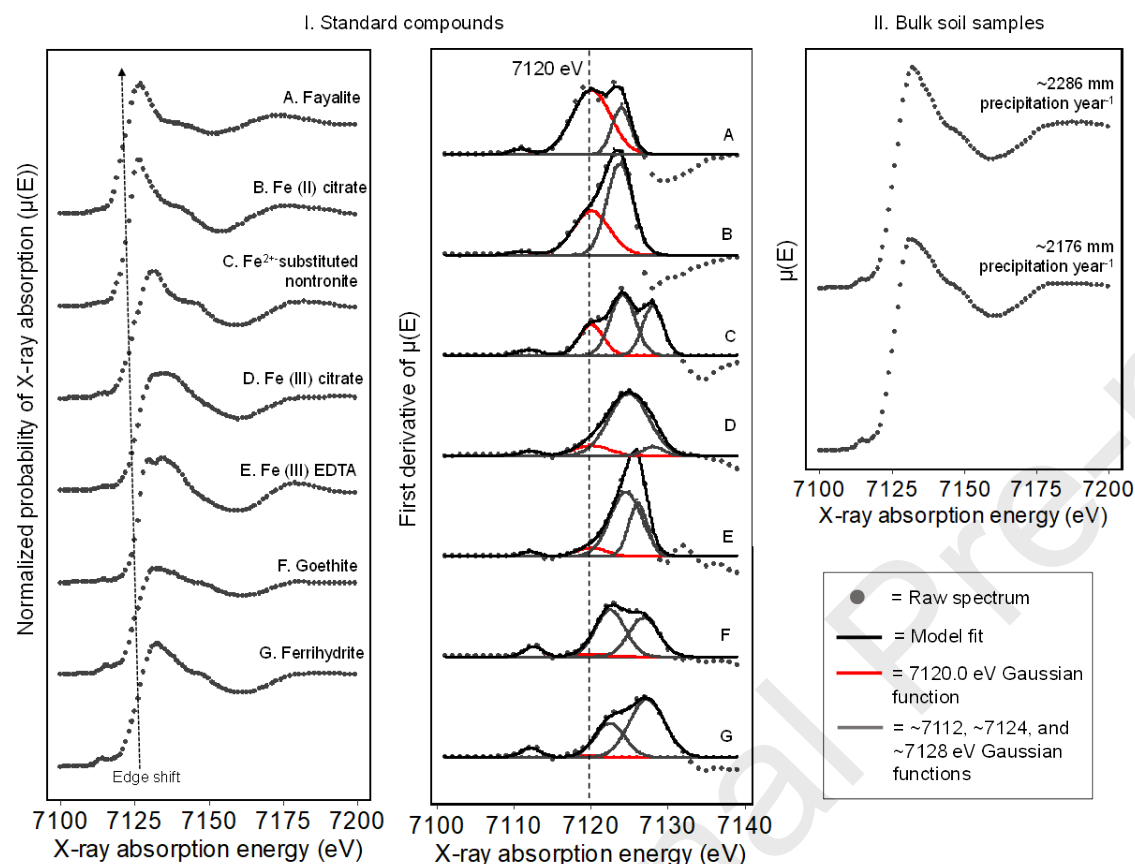 I. Standard compounds
II. Bulk soil samples
Normalized probability of X-ray absorption (μ(E))
A. Fayalite
B. Fe (II) citrate
C. Fe²⁺-substituted
nontronite
D. Fe (III) citrate
E. Fe (III) EDTA
F. Goethite
G. Ferrihydrite
Edge shift
7100 7125 7150 7175 7200
X-ray absorption energy (eV)
First derivative of μ(E)
7120 eV
A
B
C
D
E
F
G
7101 7110 7120 7130 7140
X-ray absorption energy (eV)
μ(E)
~2286 mm
precipitation year⁻¹
~2176 mm
precipitation year⁻¹
7100 7125 7150 7175 7200
X-ray absorption energy (eV)
= Raw spectrum
= Model fit
= 7120.0 eV Gaussian
function
= ~7112, ~7124, and
~7128 eV Gaussian
functions